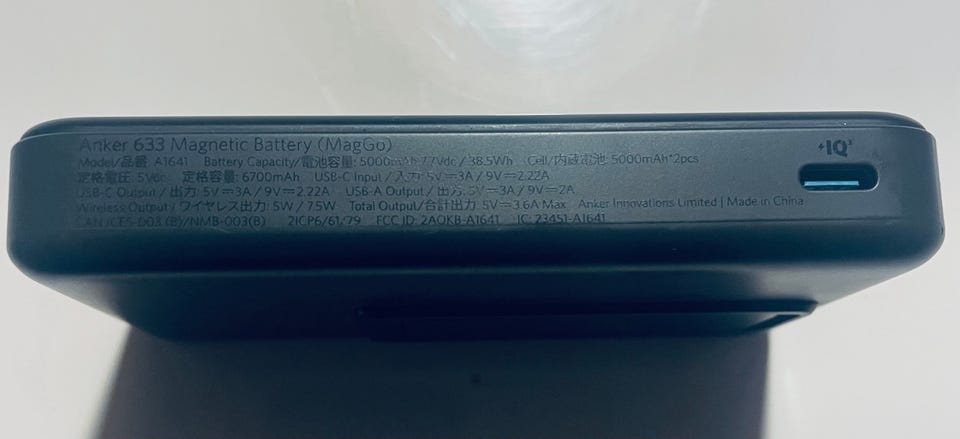 Anker 633 Magnetic Battery (MagGo)
Model/品番: A1641 Battery Capacity/電池容量: 5000mAh 7.7Vdc / 38.5Wh Cell/内蔵電池: 5000mAh*2pcs
定格電圧: 5Vdc 定格容量: 6700mAh USB-C Input / 入力: 5V⎓3A / 9V⎓2.22A
USB-C Output / 出力: 5V⎓3A / 9V⎓2.22A USB-A Output / 出力: 5V⎓3A / 9V⎓2A
Wireless Output / ワイヤレス出力: 5W / 7.5W Total Output/合計出力: 5V⎓3.6A Max Anker Innovations Limited | Made in China
CAN ICES-003 (B)/NMB-003(B) 2ICP6/61/79 FCC ID: 2AOKB-A1641 IC: 23451-A1641
IQ³